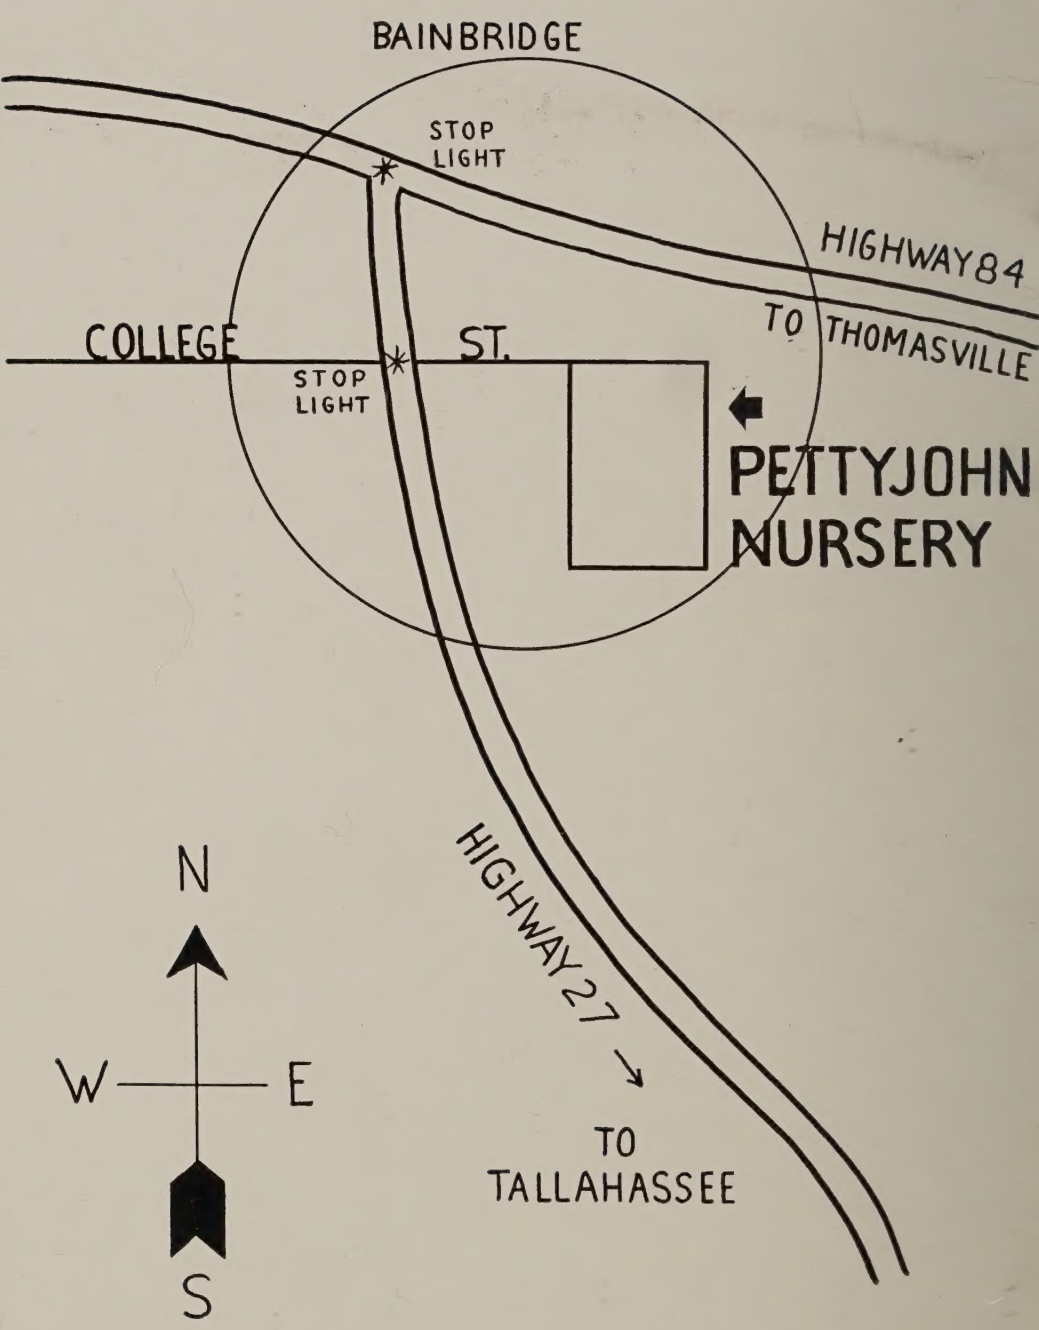 BAINBRIDGE
STOP
LIGHT
HIGHWAY 84
TO THOMASVILLE
COLLEGE ST.
STOP
LIGHT
PETTYJOHN
NURSERY
HIGHWAY 27
TO
TALLAHASSEE
N
W E
S